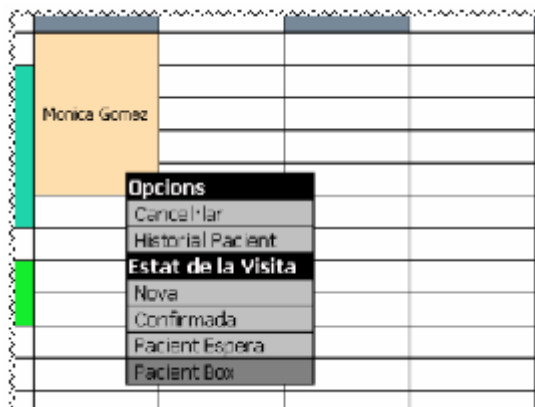 Monica Gomez
Opcions
Cancel·lar
Historial Pacient
Estat de la Visita
Nova
Confirmada
Pacient Espera
Pacient Box